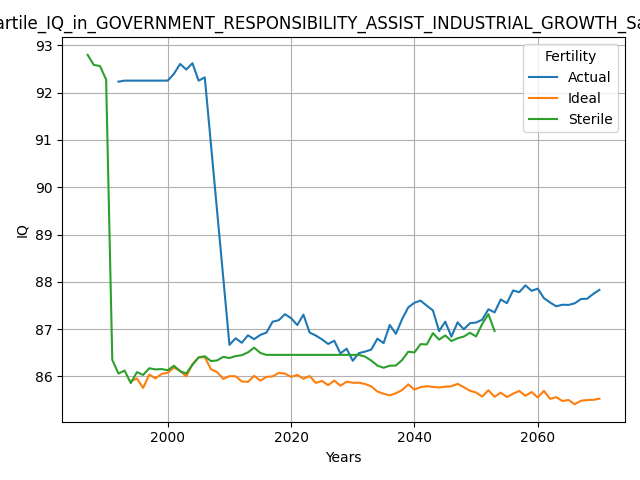 artile_IQ_in_GOVERNMENT_RESPONSIBILITY_ASSIST_INDUSTRIAL_GROWTH_Sa
93
92
91
90
89
88
87
86
IQ
Fertility
Actual
Ideal
Sterile
2000
2020
2040
2060
Years